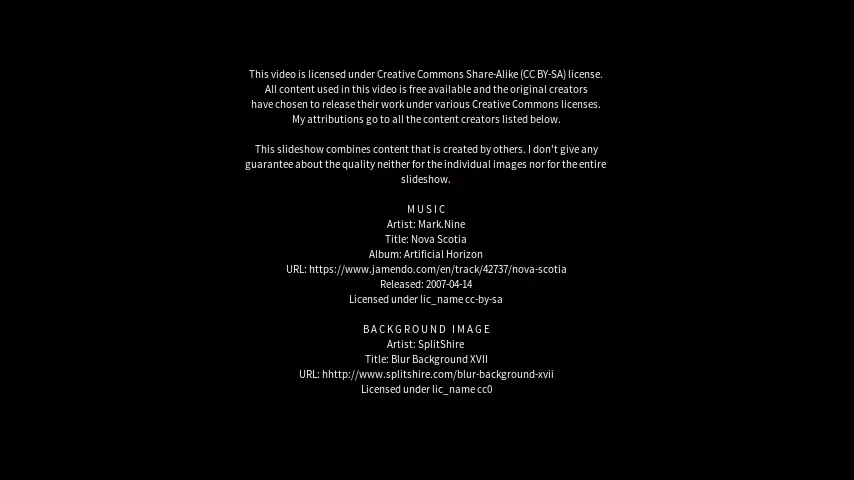 This video is licensed under Creative Commons Share-Alike (CC BY-SA) license.
All content used in this video is free available and the original creators
have chosen to release their work under various Creative Commons licenses.
My attributions go to all the content creators listed below.
This slideshow combines content that is created by others. I don't give any
guarantee about the quality neither for the individual images nor for the entire
slideshow.
MUSIC
Artist: Mark.Nine
Title: Nova Scotia
Album: Artificial Horizon
URL: https://www.jamendo.com/en/track/42737/nova-scotia
Released: 2007-04-14
Licensed under lic_name cc-by-sa
BACKGROUND IMAGE
Artist: SplitShire
Title: Blur Background XVII
URL: hhttp://www.splitshire.com/blur-background-xvii
Licensed under lic_name cc0